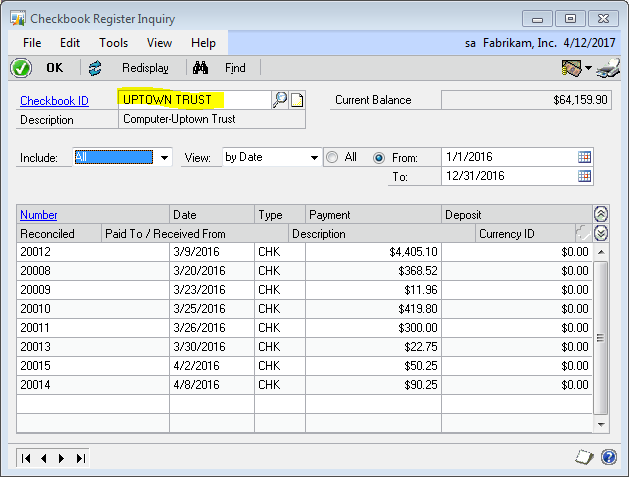 Checkbook Register Inquiry
File Edit Tools View Help sa Fabrikam, Inc. 4/12/2017
OK Redisplay Find
Checkbook ID UPTOWN TRUST Current Balance $64,159.90
Description Computer-Uptown Trust
Include: All View: by Date All From: 1/1/2016
To: 12/31/2016
Number Date Type Payment Deposit
Reconciled Paid To / Received From Description Currency ID
20012 3/9/2016 CHK $4,405.10 $0.00
20008 3/20/2016 CHK $368.52 $0.00
20009 3/23/2016 CHK $11.96 $0.00
20010 3/25/2016 CHK $419.80 $0.00
20011 3/26/2016 CHK $300.00 $0.00
20013 3/30/2016 CHK $22.75 $0.00
20015 4/2/2016 CHK $50.25 $0.00
20014 4/8/2016 CHK $90.25 $0.00